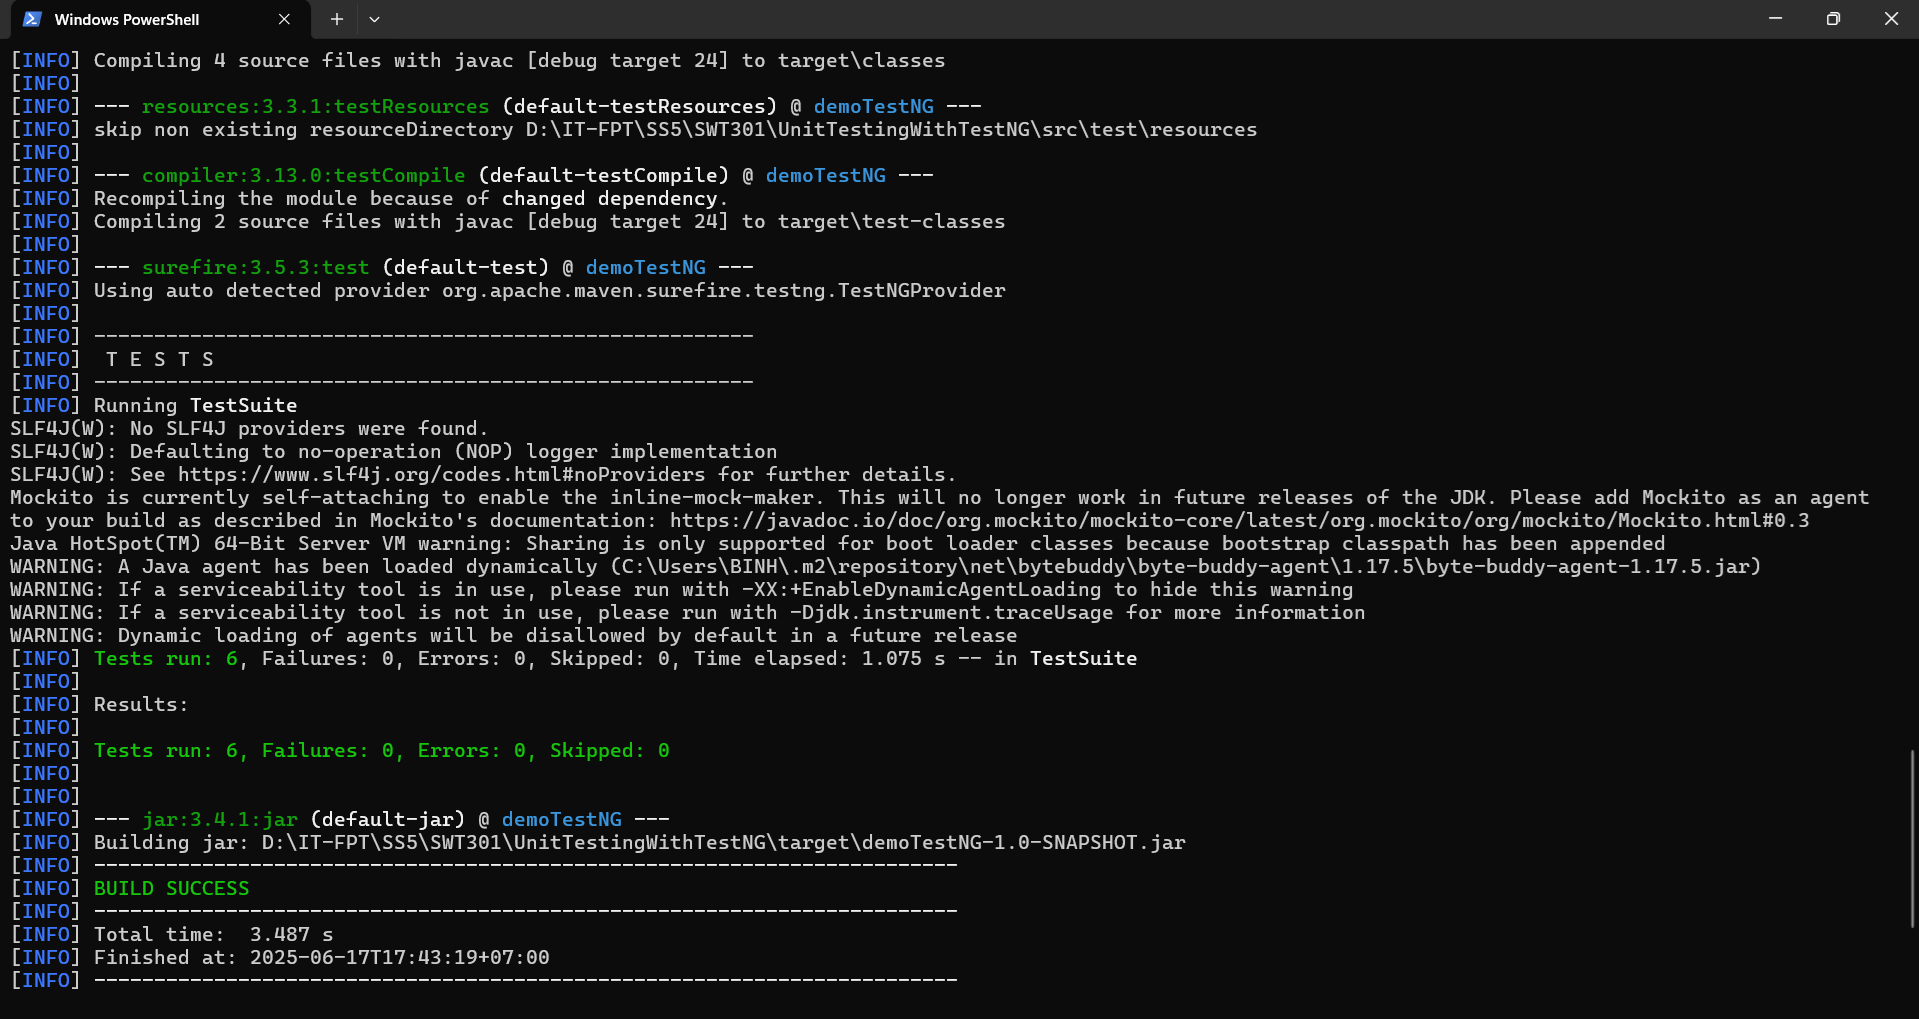 Windows PowerShell
[INFO] Compiling 4 source files with javac [debug target 24] to target\classes
[INFO]
[INFO] --- resources:3.3.1:testResources (default-testResources) @ demoTestNG ---
[INFO] skip non existing resourceDirectory D:\IT-FPT\SS5\SWT301\UnitTestingWithTestNG\src\test\resources
[INFO]
[INFO] --- compiler:3.13.0:testCompile (default-testCompile) @ demoTestNG ---
[INFO] Recompiling the module because of changed dependency.
[INFO] Compiling 2 source files with javac [debug target 24] to target\test-classes
[INFO]
[INFO] --- surefire:3.5.3:test (default-test) @ demoTestNG ---
[INFO] Using auto detected provider org.apache.maven.surefire.testng.TestNGProvider
[INFO]
[INFO] -------------------------------------------------------
[INFO]  T E S T S
[INFO] -------------------------------------------------------
[INFO] Running TestSuite
SLF4J(W): No SLF4J providers were found.
SLF4J(W): Defaulting to no-operation (NOP) logger implementation
SLF4J(W): See https://www.slf4j.org/codes.html#noProviders for further details.
Mockito is currently self-attaching to enable the inline-mock-maker. This will no longer work in future releases of the JDK. Please add Mockito as an agent
to your build as described in Mockito's documentation: https://javadoc.io/doc/org.mockito/mockito-core/latest/org.mockito/org/mockito/Mockito.html#0.3
Java HotSpot(TM) 64-Bit Server VM warning: Sharing is only supported for boot loader classes because bootstrap classpath has been appended
WARNING: A Java agent has been loaded dynamically (C:\Users\BINH\.m2\repository\net\bytebuddy\byte-buddy-agent\1.17.5\byte-buddy-agent-1.17.5.jar)
WARNING: If a serviceability tool is in use, please run with -XX:+EnableDynamicAgentLoading to hide this warning
WARNING: If a serviceability tool is not in use, please run with -Djdk.instrument.traceUsage for more information
WARNING: Dynamic loading of agents will be disallowed by default in a future release
[INFO] Tests run: 6, Failures: 0, Errors: 0, Skipped: 0, Time elapsed: 1.075 s -- in TestSuite
[INFO]
[INFO] Results:
[INFO]
[INFO] Tests run: 6, Failures: 0, Errors: 0, Skipped: 0
[INFO]
[INFO]
[INFO] --- jar:3.4.1:jar (default-jar) @ demoTestNG ---
[INFO] Building jar: D:\IT-FPT\SS5\SWT301\UnitTestingWithTestNG\target\demoTestNG-1.0-SNAPSHOT.jar
[INFO] ------------------------------------------------------------------------
[INFO] BUILD SUCCESS
[INFO] ------------------------------------------------------------------------
[INFO] Total time:  3.487 s
[INFO] Finished at: 2025-06-17T17:43:19+07:00
[INFO] ------------------------------------------------------------------------